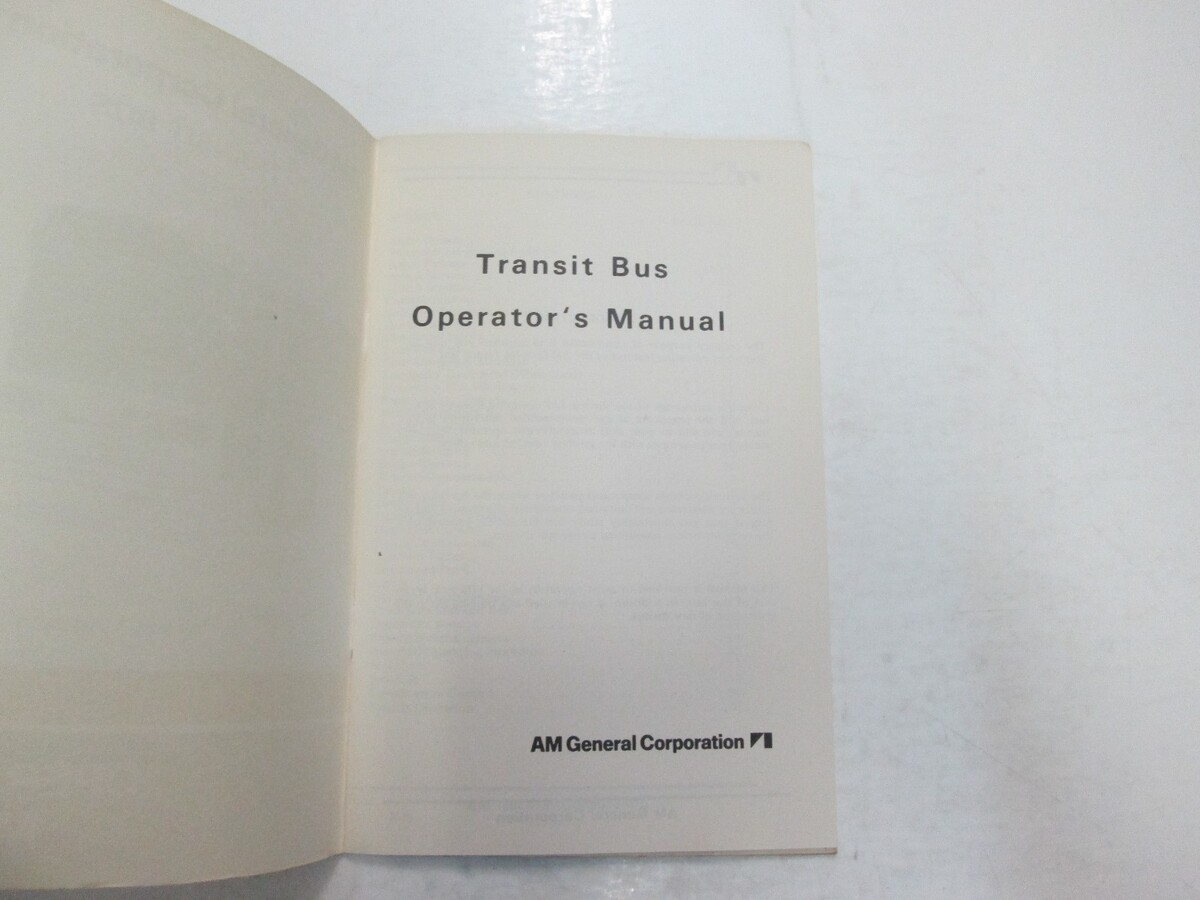 Transit Bus
Operator‘s Manual
AM General Corporation